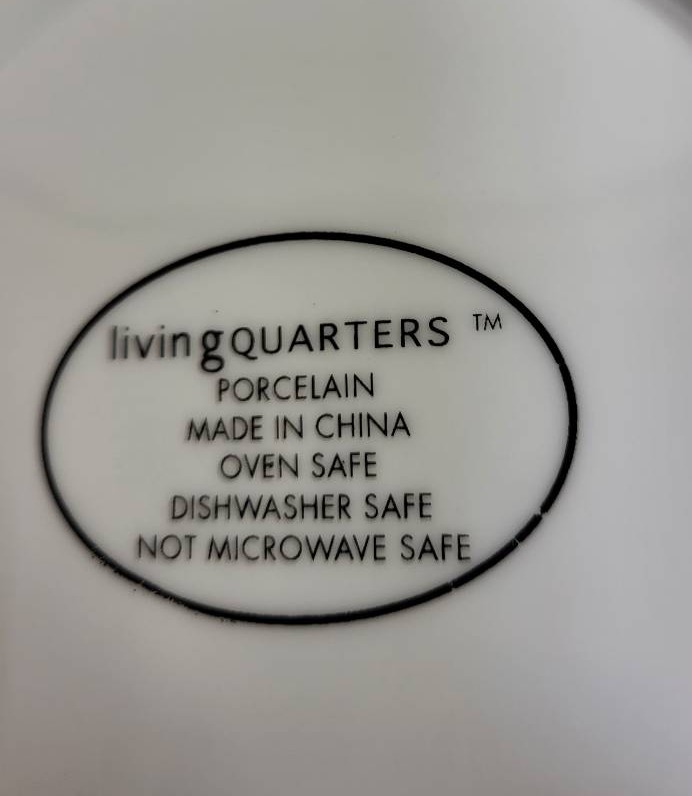 livingQUARTERS ™
PORCELAIN
MADE IN CHINA
OVEN SAFE
DISHWASHER SAFE
NOT MICROWAVE SAFE